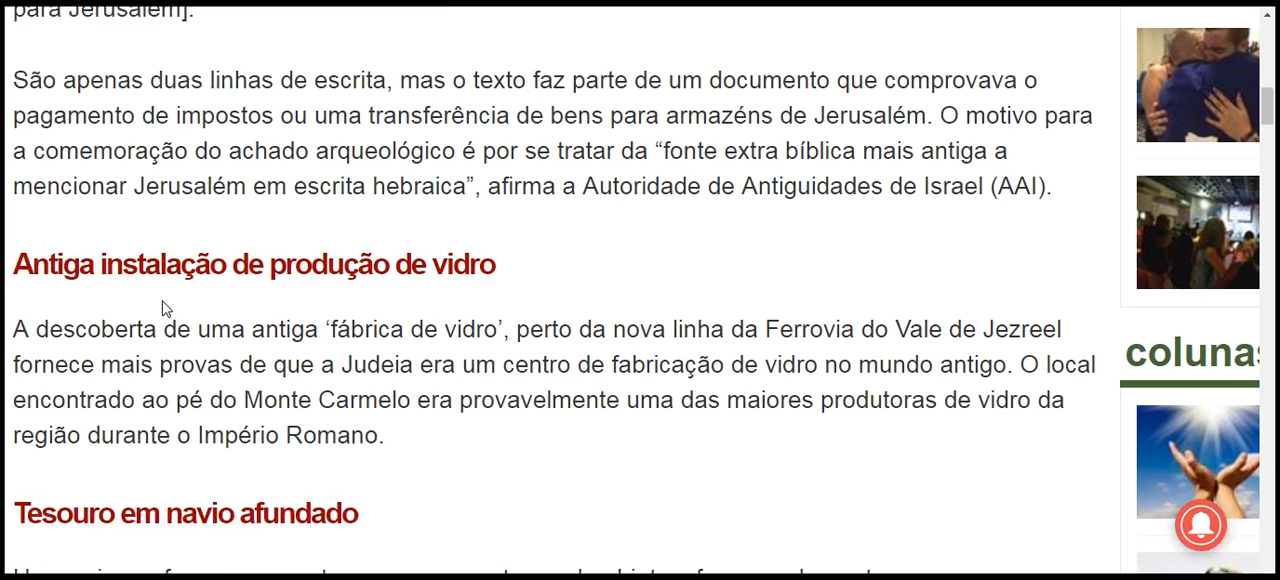 para Jerusalém].
São apenas duas linhas de escrita, mas o texto faz parte de um documento que comprovava o
pagamento de impostos ou uma transferência de bens para armazéns de Jerusalém. O motivo para
a comemoração do achado arqueológico é por se tratar da “fonte extra bíblica mais antiga a
mencionar Jerusalém em escrita hebraica”, afirma a Autoridade de Antiguidades de Israel (AAI).
Antiga instalação de produção de vidro
A descoberta de uma antiga ‘fábrica de vidro’, perto da nova linha da Ferrovia do Vale de Jezreel
fornece mais provas de que a Judeia era um centro de fabricação de vidro no mundo antigo. O local
encontrado ao pé do Monte Carmelo era provavelmente uma das maiores produtoras de vidro da
região durante o Império Romano.
Tesouro em navio afundado
colunas